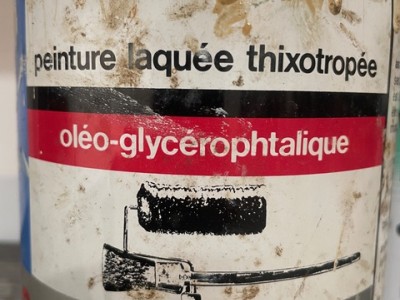 peinture laquée thixotropée
oléo-glycérophtalique